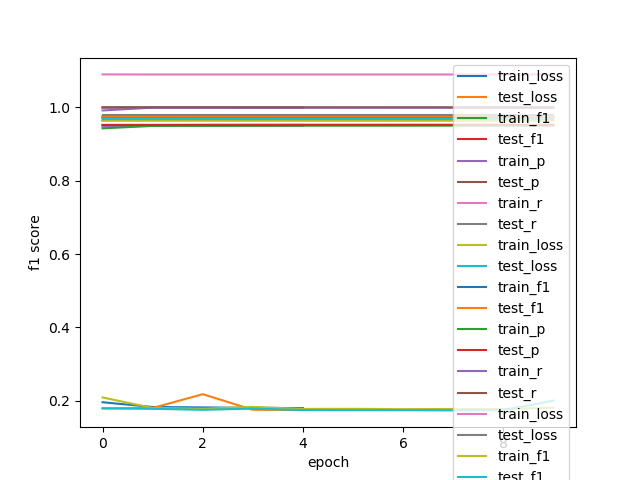 1.0
0.8
0.6
0.4
0.2
f1 score
0
2
4
6
8
epoch
train_loss
test_loss
train_f1
test_f1
train_p
test_p
train_r
test_r
train_loss
test_loss
train_f1
test_f1
train_p
test_p
train_r
test_r
train_loss
test_loss
train_f1
test_f1